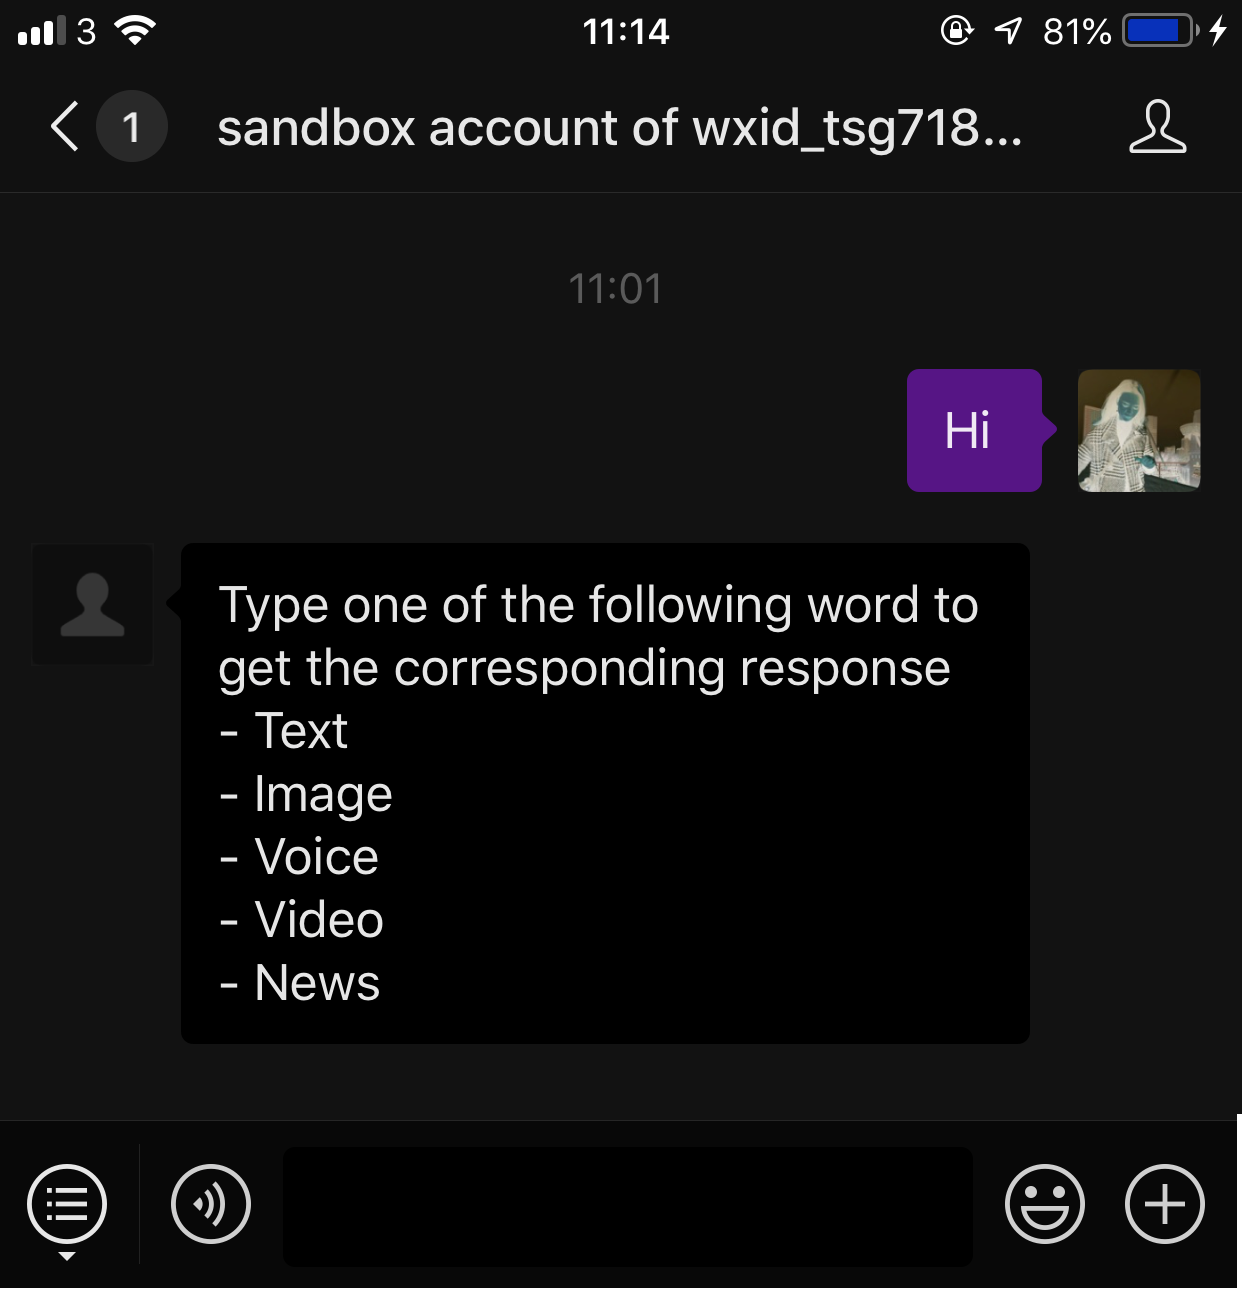 3 11:14 81%
1 sandbox account of wxid_tsg718...
11:01
Hi
Type one of the following word to
get the corresponding response
- Text
- Image
- Voice
- Video
- News